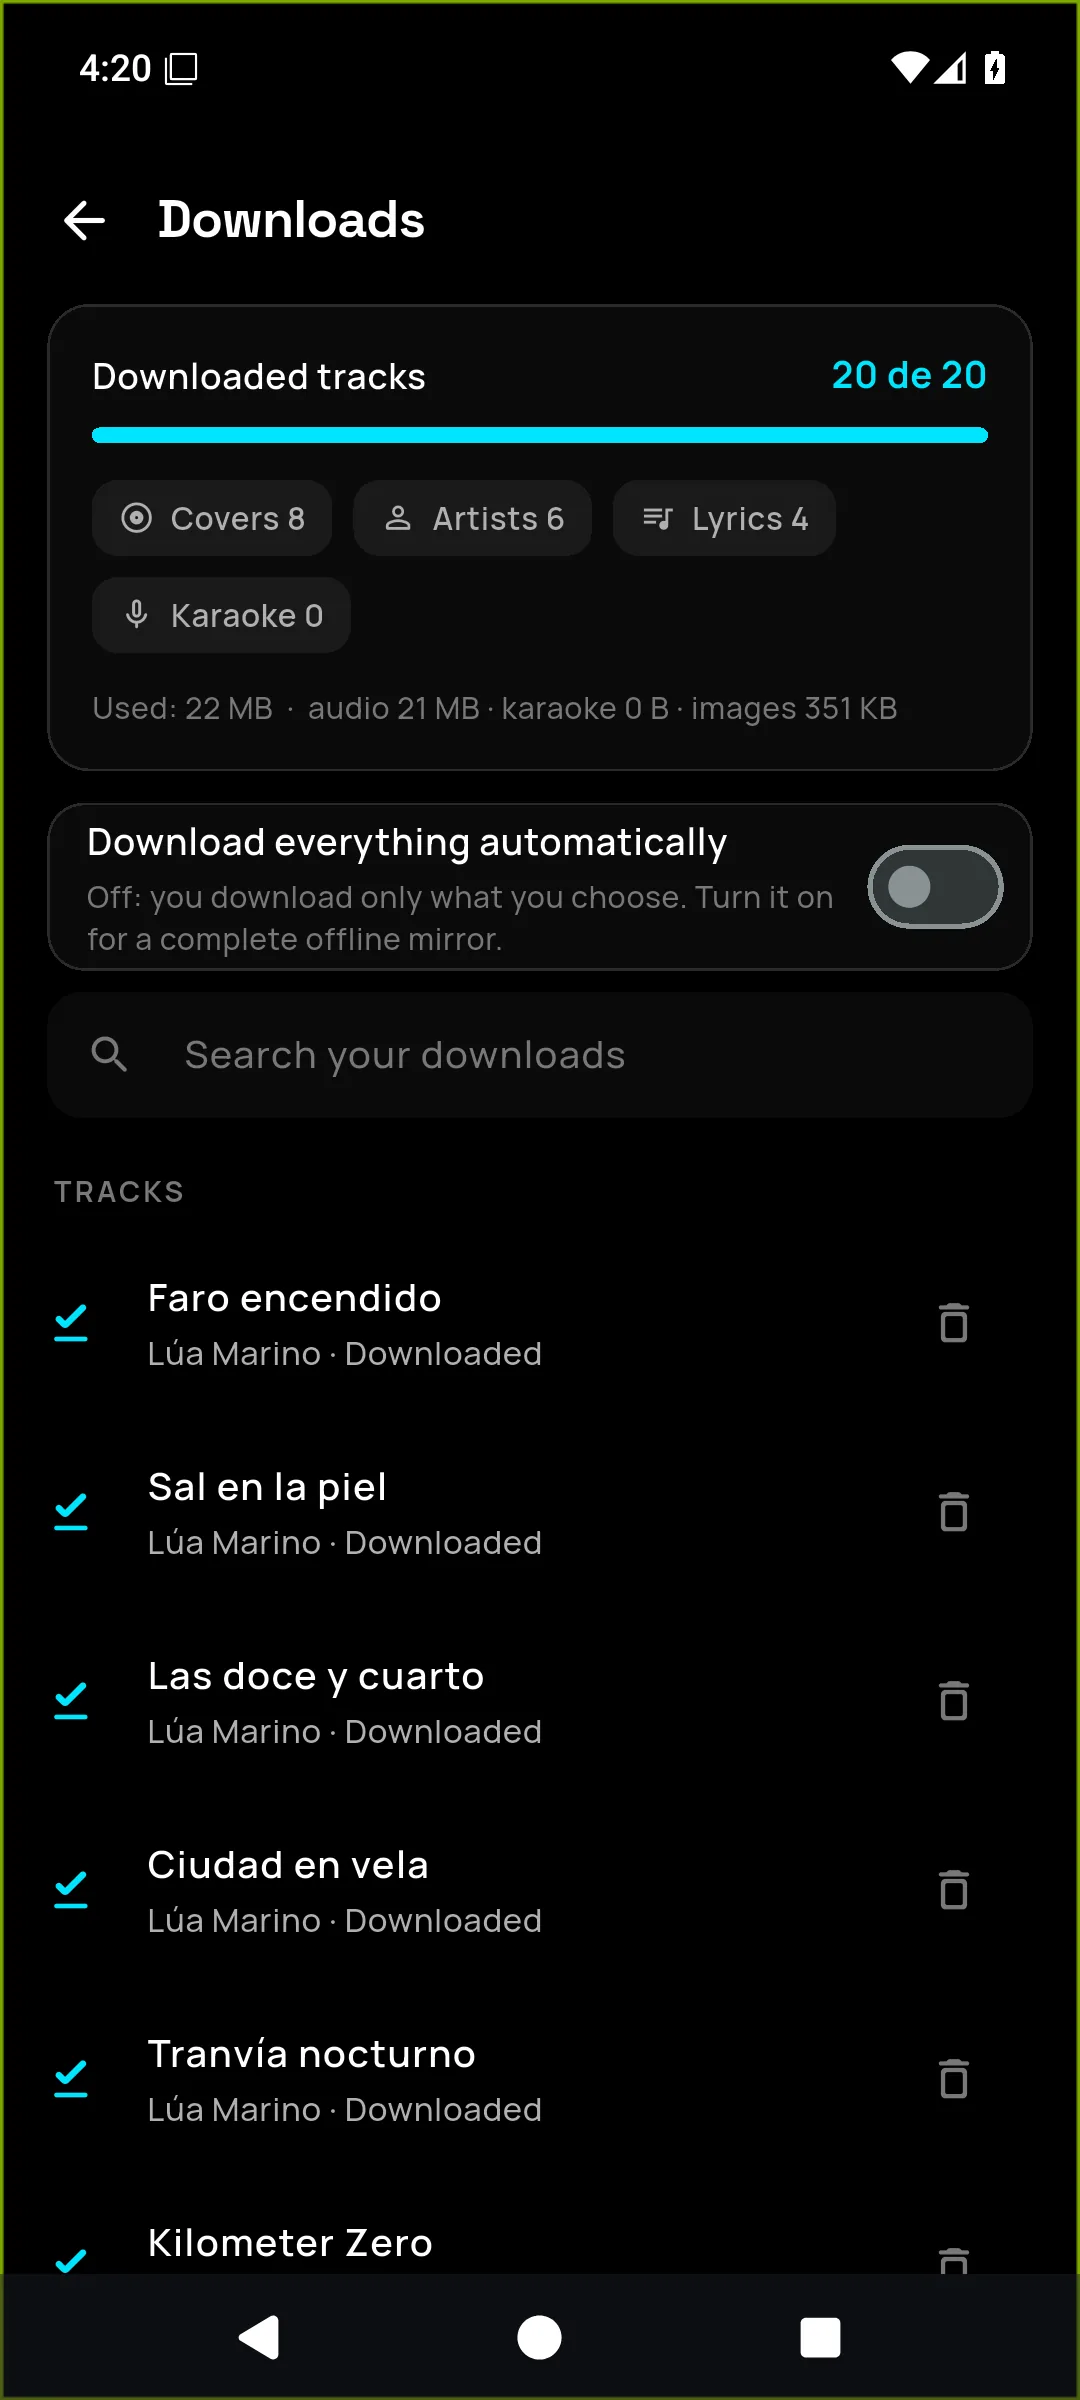 4:20
Downloads
Downloaded tracks
20 de 20
Covers 8
Artists 6
Lyrics 4
Karaoke 0
Used: 22 MB · audio 21 MB · karaoke 0 B · images 351 KB
Download everything automatically
Off: you download only what you choose. Turn it on
for a complete offline mirror.
Search your downloads
TRACKS
Faro encendido
Lúa Marino · Downloaded
Sal en la piel
Lúa Marino · Downloaded
Las doce y cuarto
Lúa Marino · Downloaded
Ciudad en vela
Lúa Marino · Downloaded
Tranvía nocturno
Lúa Marino · Downloaded
Kilometer Zero